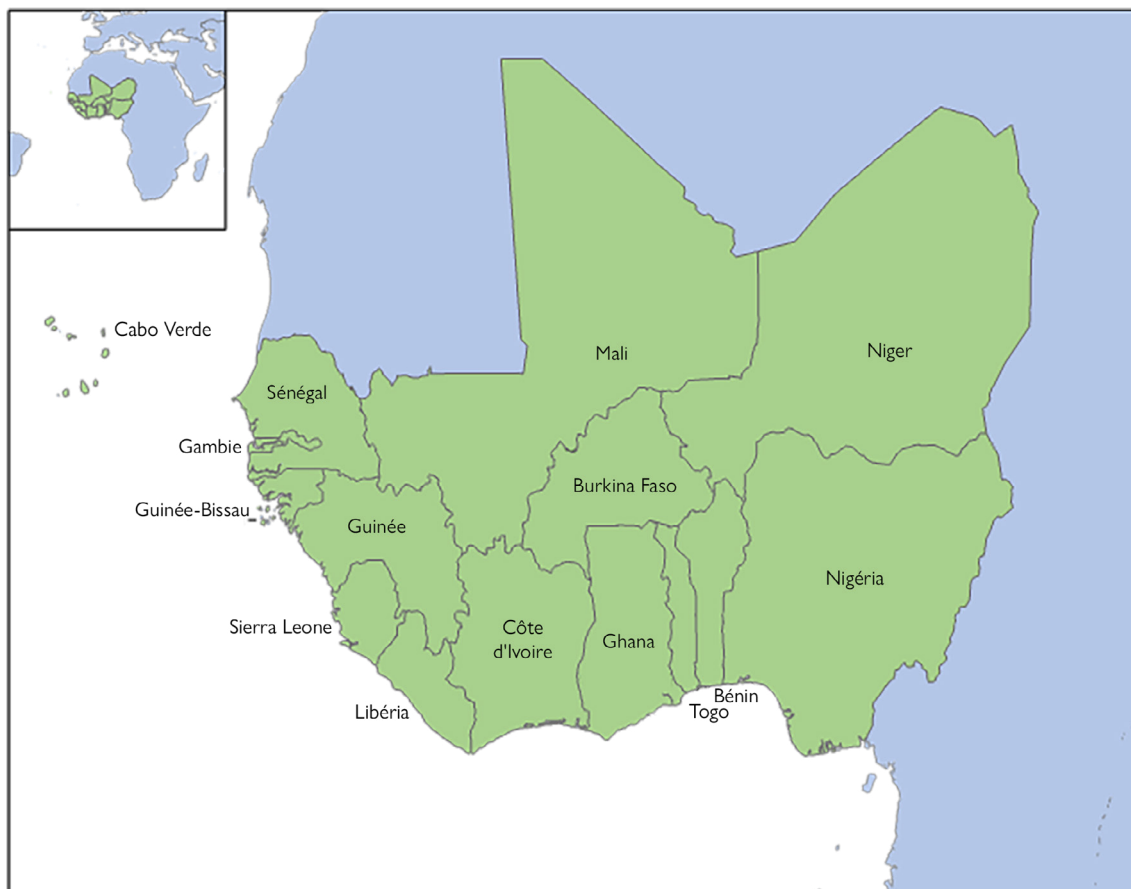 Cabo Verde
Mali
Niger
Sénégal
Gambie
Burkina Faso
Guinée-Bissau
Guinée
Nigéria
Sierra Leone
Côte
d'Ivoire
Ghana
Libéria
Bénin
Togo